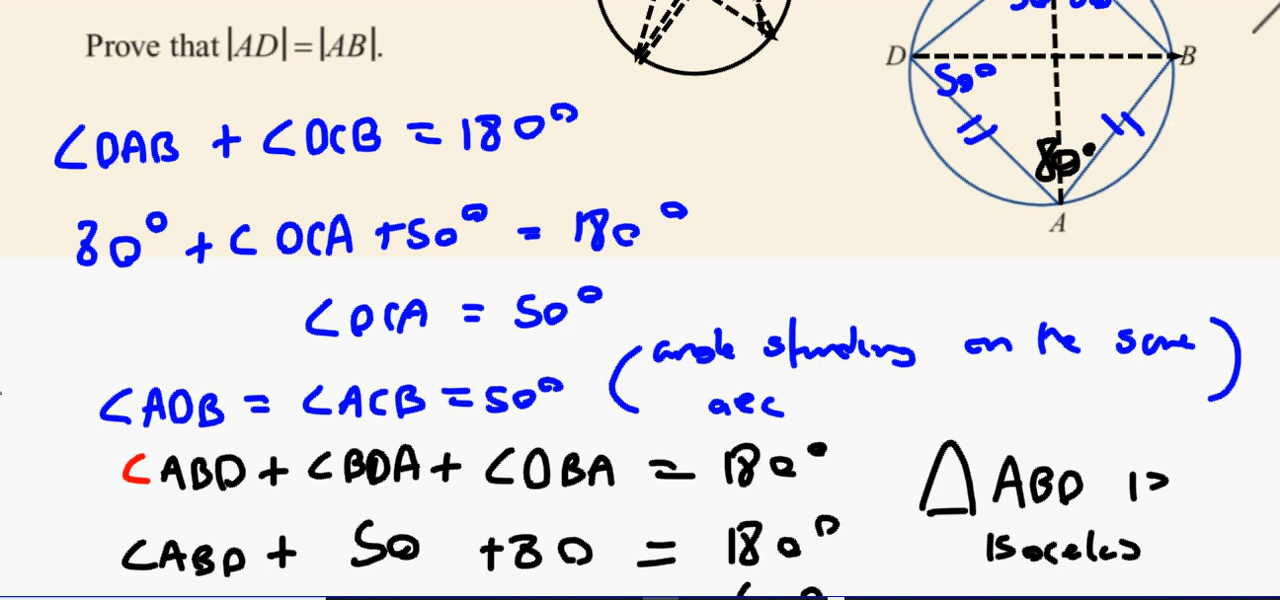 Prove that |AD| = |AB|.
D
B
50°
80°
A
∠DAB + ∠DCB = 180°
80° + ∠DCA + 50° = 180°
∠DCA = 50°
∠ADB = ∠ACB = 50° (angle standing on the same
arc)
∠ABD + ∠BDA + ∠DBA = 180°
∠ABD + 50 + 80 = 180°
△ ABD is
isoceles